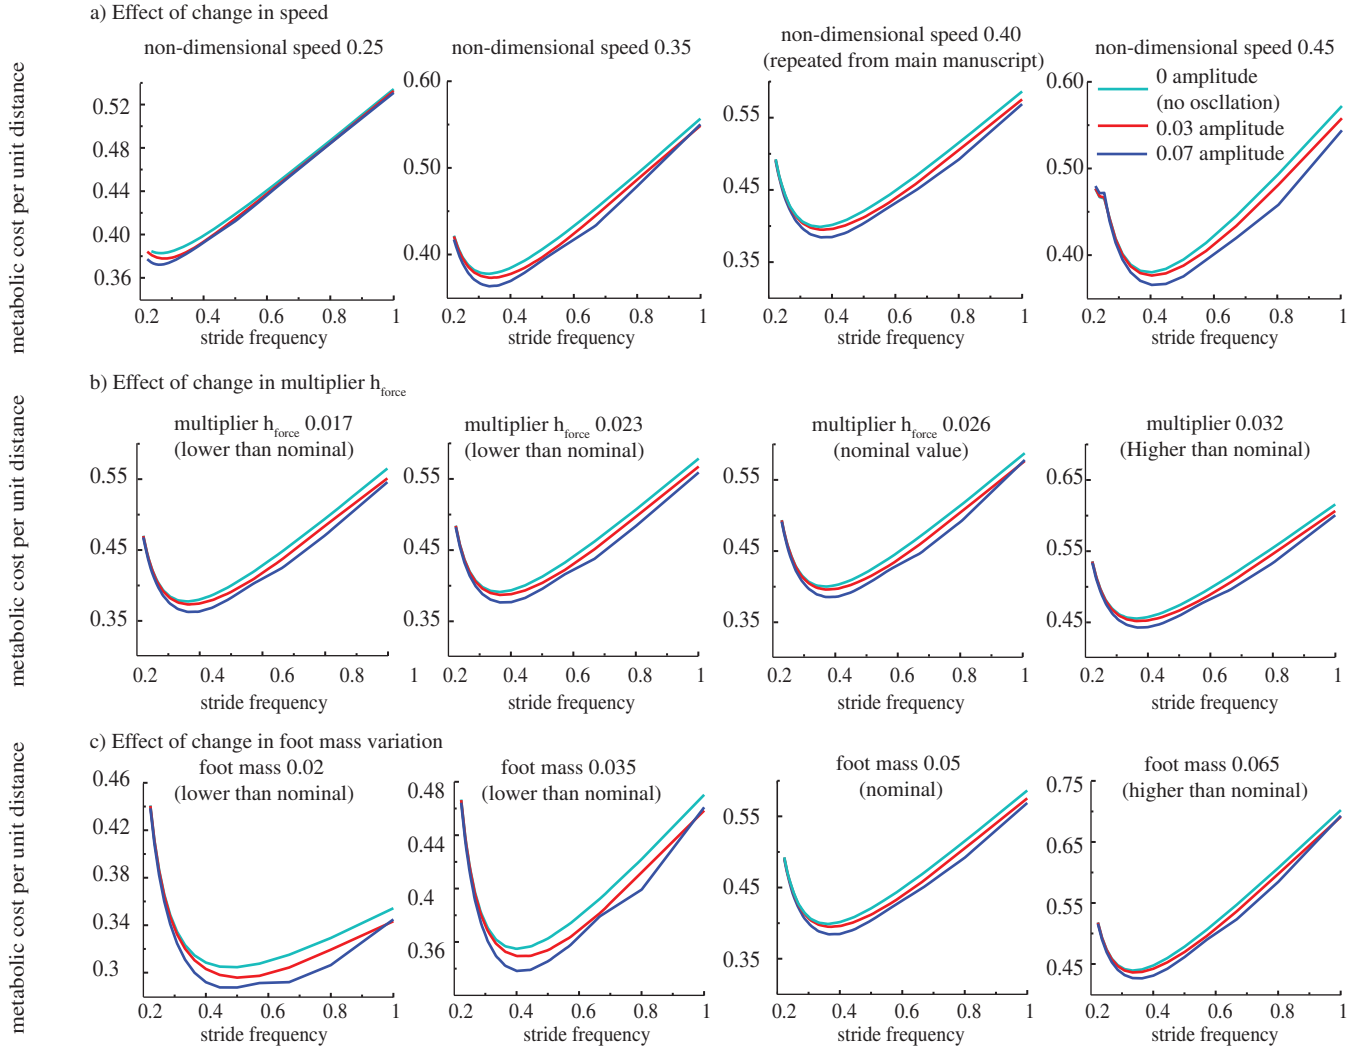 a) Effect of change in speed
metabolic cost per unit distance
non-dimensional speed 0.25
0.52
0.48
0.44
0.40
0.36
0.2 0.4 0.6 0.8 1
stride frequency
non-dimensional speed 0.35
0.60
0.50
0.40
0.2 0.4 0.6 0.8 1
stride frequency
non-dimensional speed 0.40
(repeated from main manuscript)
0.55
0.45
0.35
0.2 0.4 0.6 0.8 1
stride frequency
non-dimensional speed 0.45
0 amplitude
(no oscllation)
0.03 amplitude
0.07 amplitude
0.60
0.50
0.40
0.2 0.4 0.6 0.8 1
stride frequency
b) Effect of change in multiplier h_force
metabolic cost per unit distance
multiplier h_force 0.017
(lower than nominal)
0.55
0.45
0.35
0.2 0.4 0.6 0.8 1
stride frequency
multiplier h_force 0.023
(lower than nominal)
0.55
0.45
0.35
0.2 0.4 0.6 0.8 1
stride frequency
multiplier h_force 0.026
(nominal value)
0.55
0.45
0.35
0.2 0.4 0.6 0.8 1
stride frequency
multiplier 0.032
(Higher than nominal)
0.65
0.55
0.45
0.2 0.4 0.6 0.8 1
stride frequency
c) Effect of change in foot mass variation
metabolic cost per unit distance
foot mass 0.02
(lower than nominal)
0.46
0.42
0.38
0.34
0.3
0.2 0.4 0.6 0.8 1
stride frequency
foot mass 0.035
(lower than nominal)
0.48
0.44
0.4
0.36
0.2 0.4 0.6 0.8 1
stride frequency
foot mass 0.05
(nominal)
0.55
0.45
0.35
0.2 0.4 0.6 0.8 1
stride frequency
foot mass 0.065
(higher than nominal)
0.75
0.65
0.55
0.45
0.2 0.4 0.6 0.8 1
stride frequency